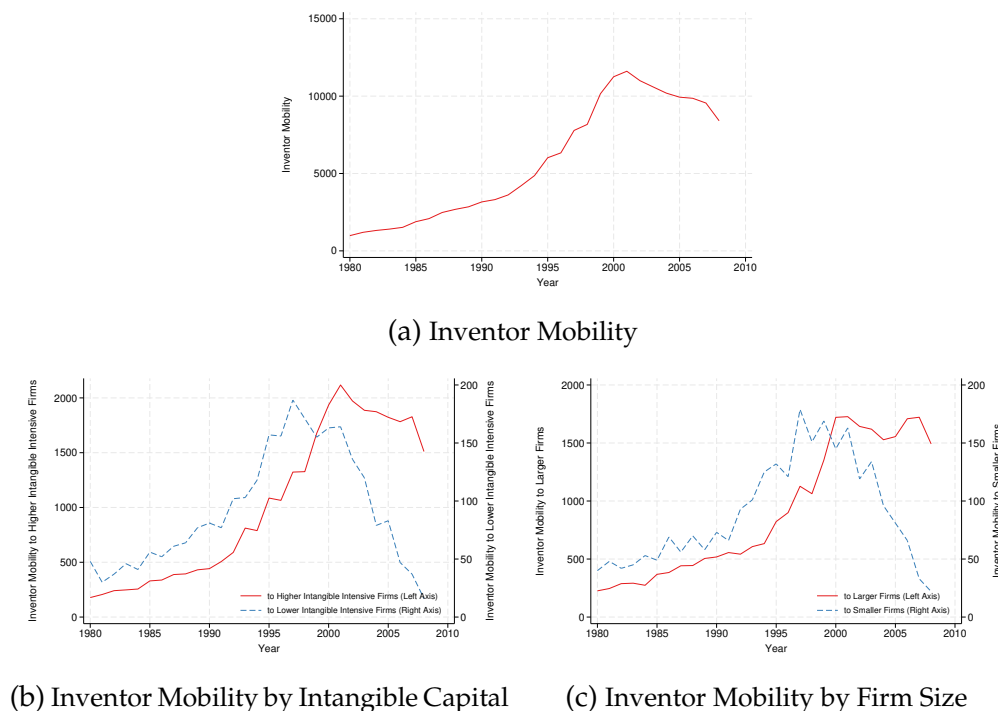 15000
10000
5000
0
Inventor Mobility
1980 1985 1990 1995 2000 2005 2010
Year
(a) Inventor Mobility
2000
1500
1000
500
0
Inventor Mobility to Higher Intangible Intensive Firms
200
150
100
50
0
Inventor Mobility to Lower Intangible Intensive Firms
to Higher Intangible Intensive Firms (Left Axis)
to Lower Intangible Intensive Firms (Right Axis)
1980 1985 1990 1995 2000 2005 2010
Year
(b) Inventor Mobility by Intangible Capital
2000
1500
1000
500
0
Inventor Mobility to Larger Firms
200
150
100
50
0
Inventor Mobility to Smaller Firms
to Larger Firms (Left Axis)
to Smaller Firms (Right Axis)
1980 1985 1990 1995 2000 2005 2010
Year
(c) Inventor Mobility by Firm Size